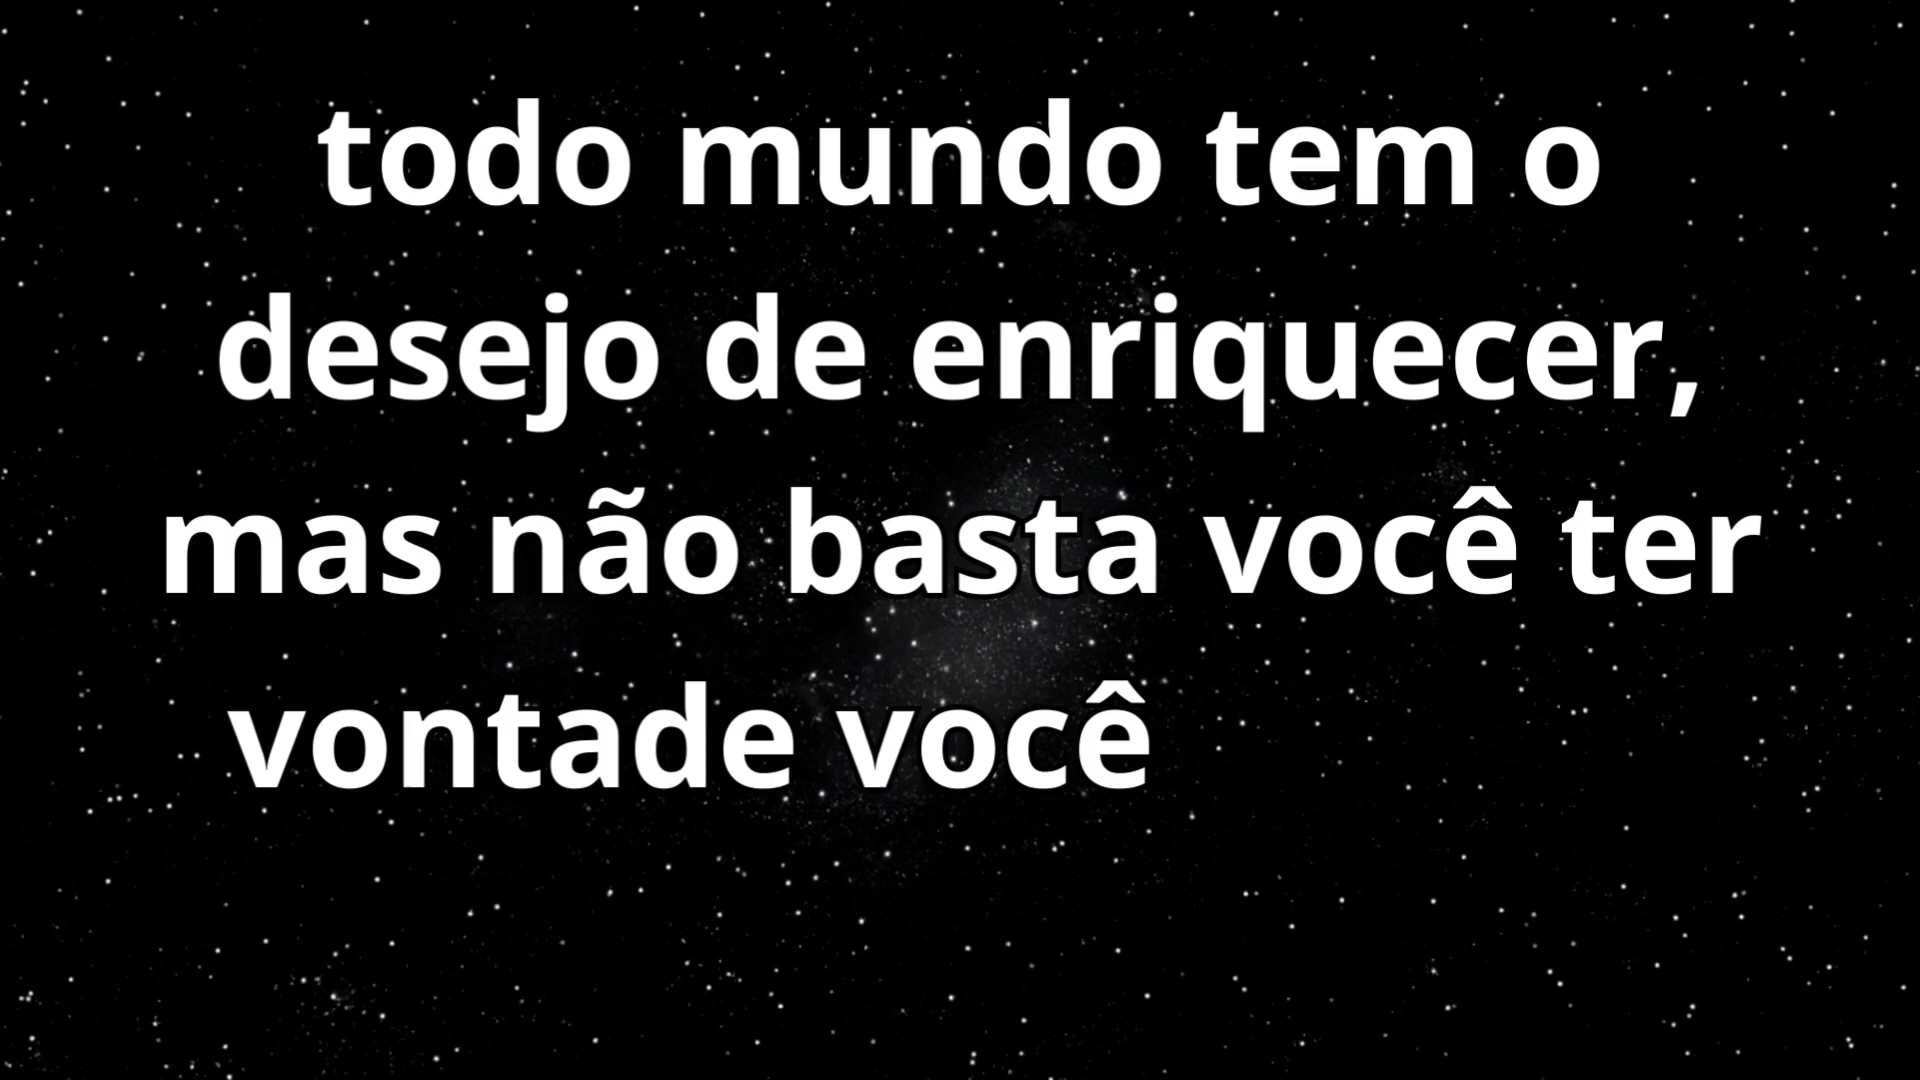 todo mundo tem o
desejo de enriquecer,
mas não basta você ter
vontade você